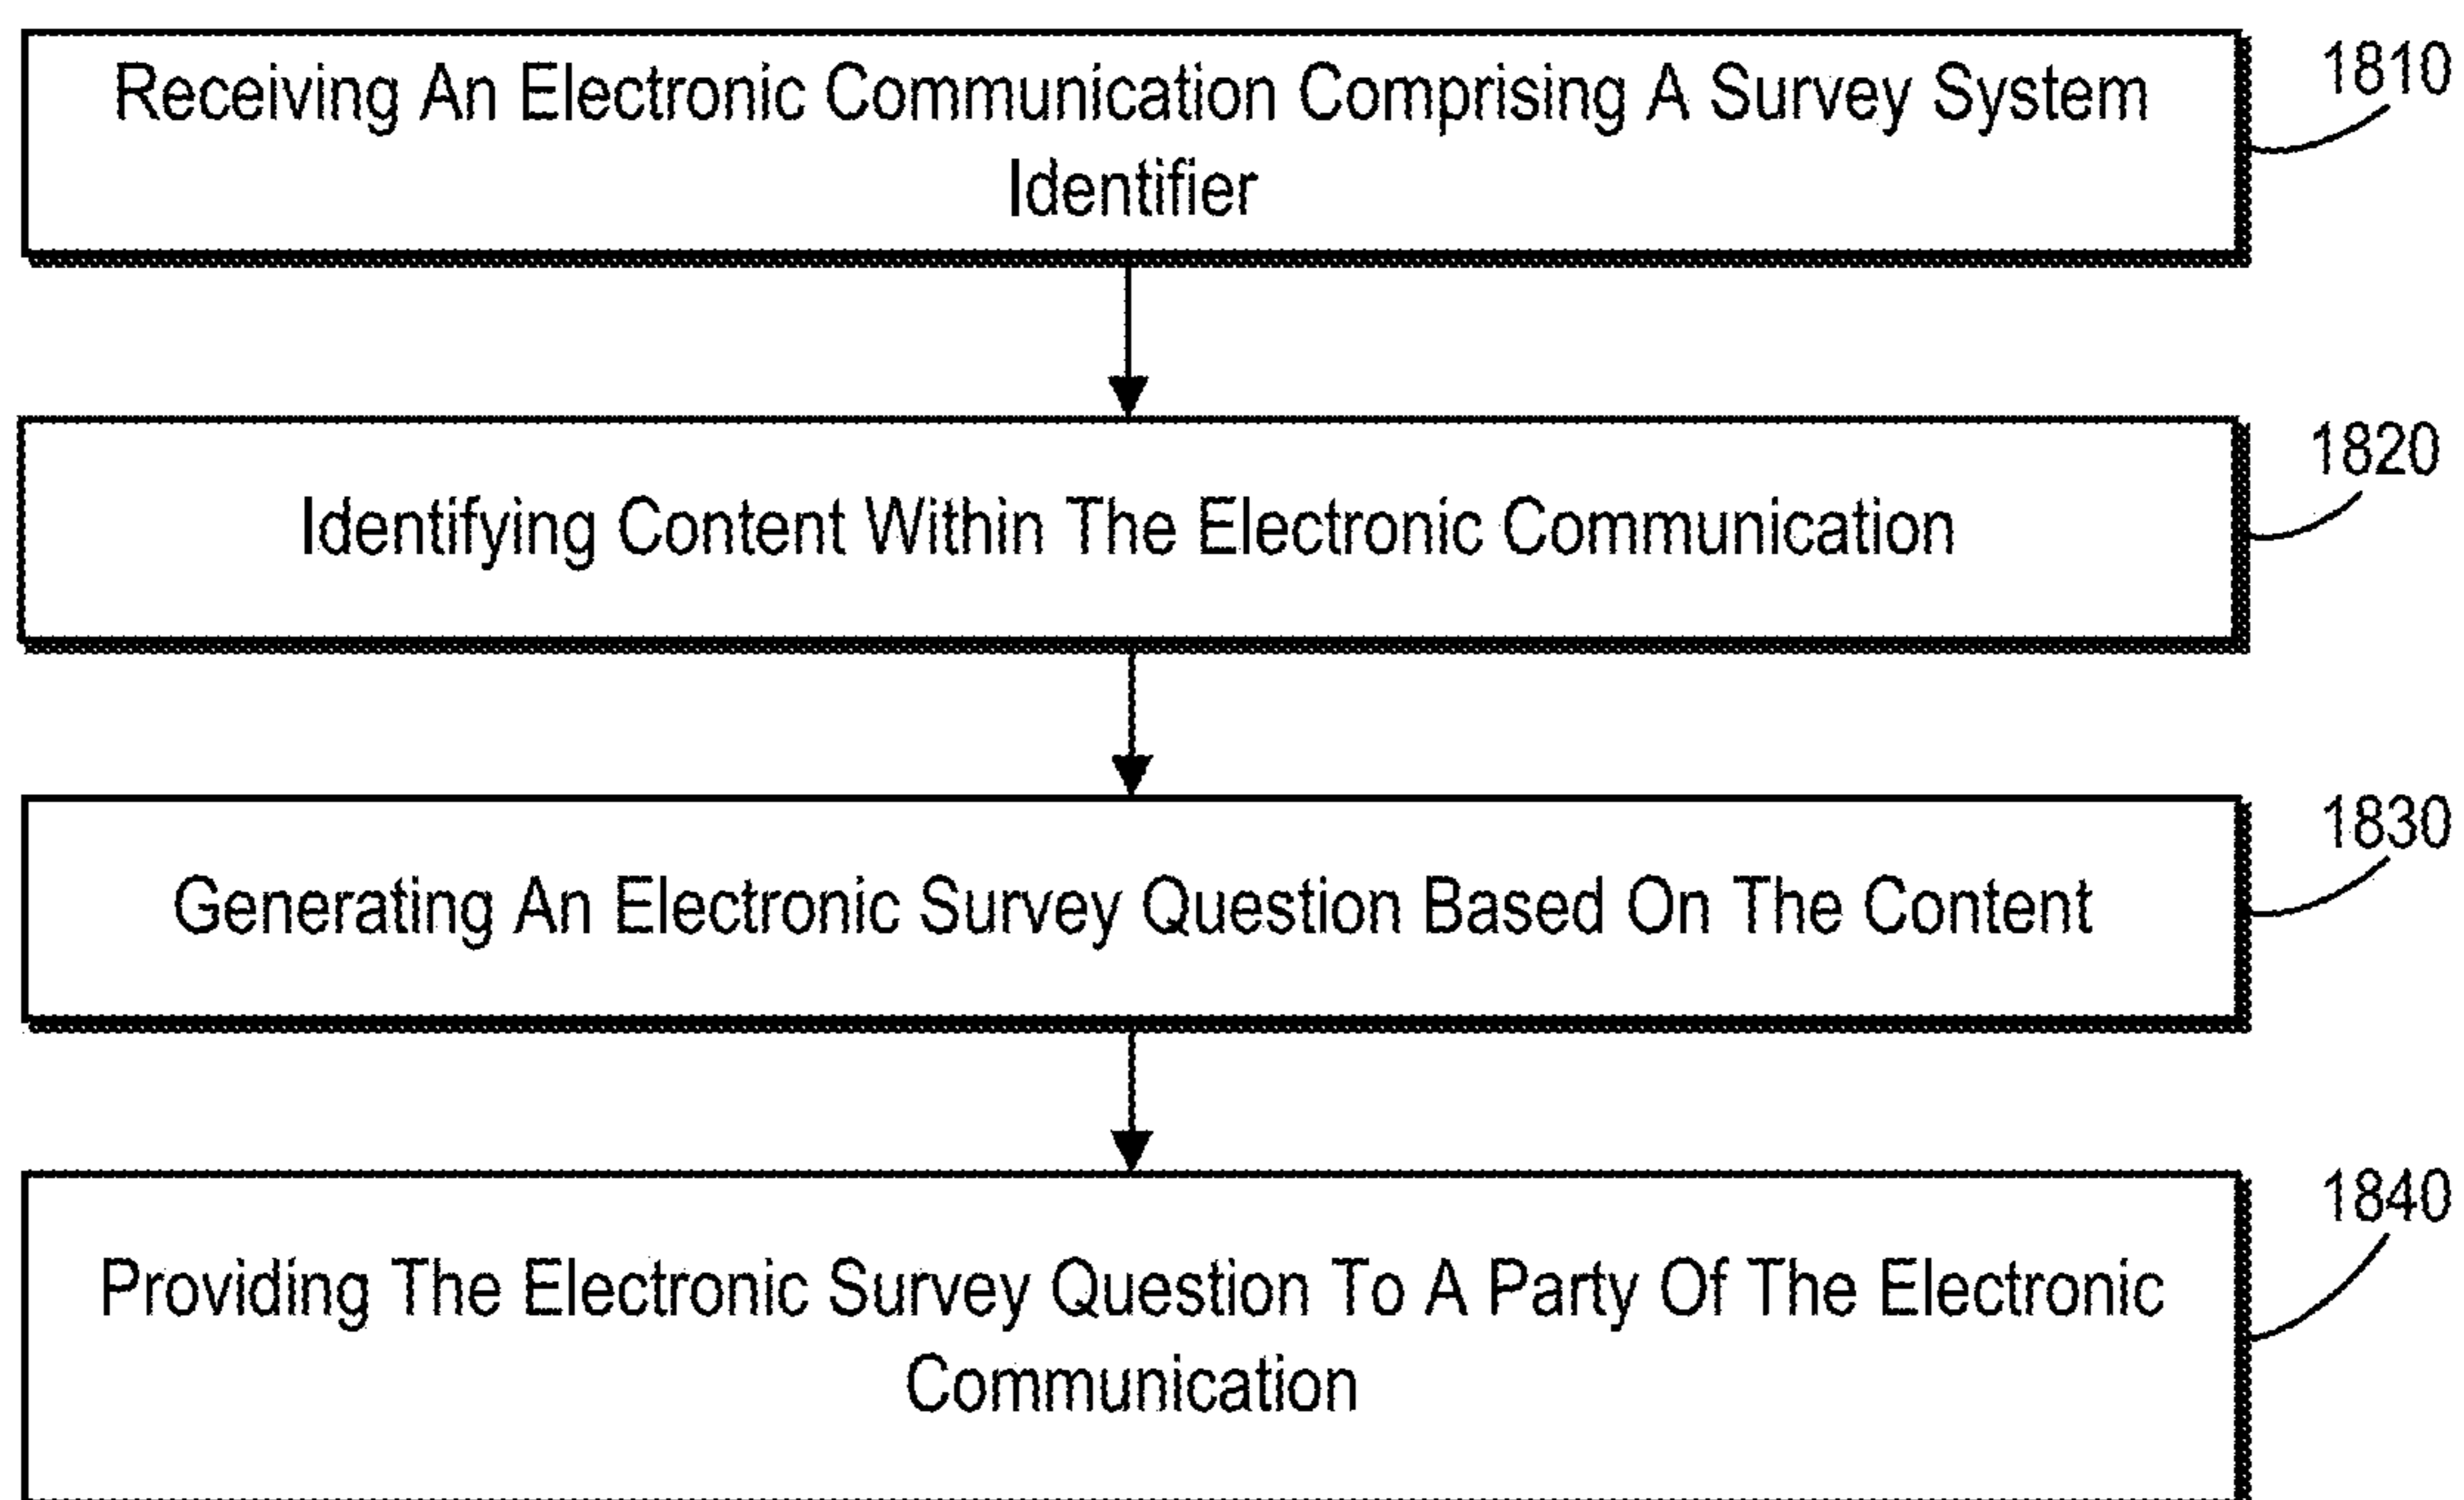 Receiving An Electronic Communication Comprising A Survey System
Identifier
1810
Identifying Content Within The Electronic Communication
1820
Generating An Electronic Survey Question Based On The Content
1830
Providing The Electronic Survey Question To A Party Of The Electronic
Communication
1840